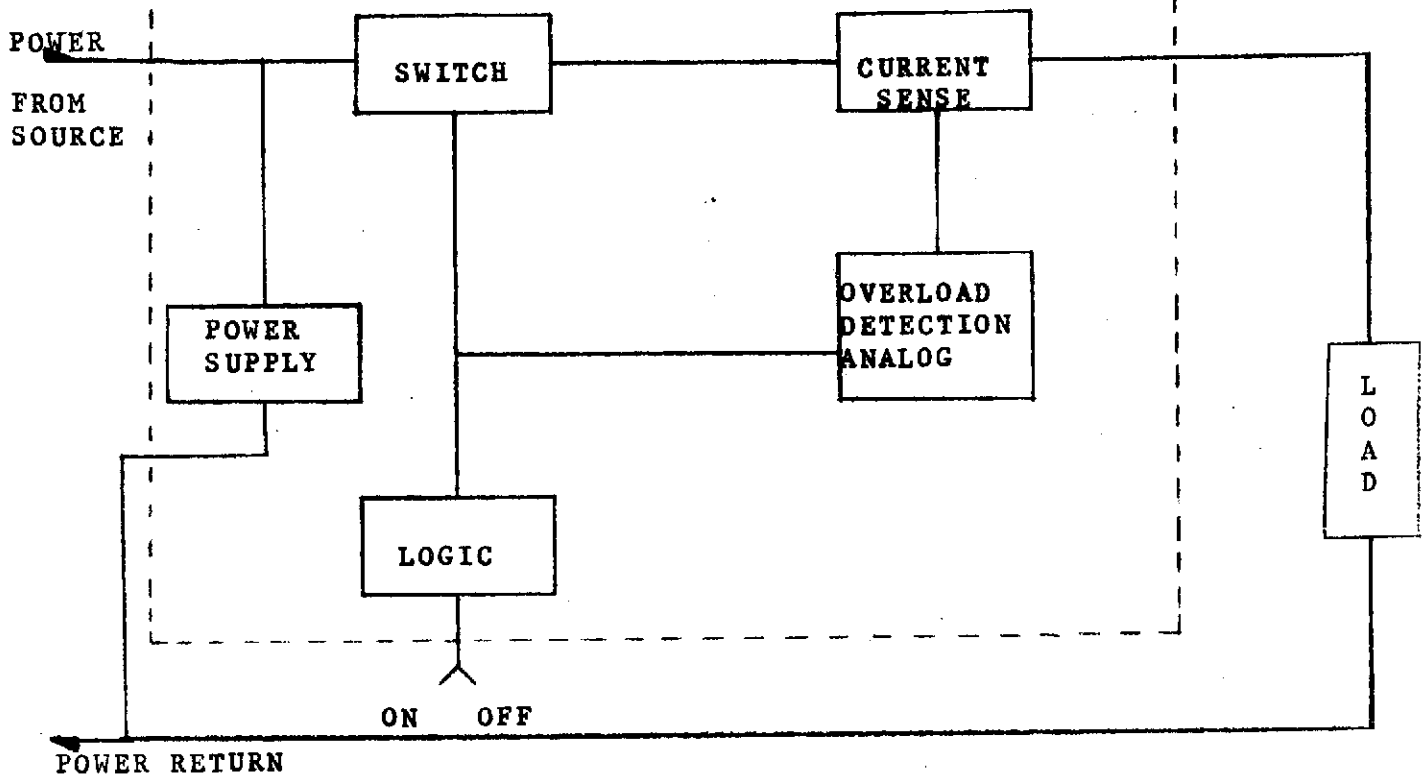 POWER
FROM
SOURCE
SWITCH
CURRENT
SENSE
POWER
SUPPLY
OVERLOAD
DETECTION
ANALOG
L
O
A
D
LOGIC
ON OFF
POWER RETURN